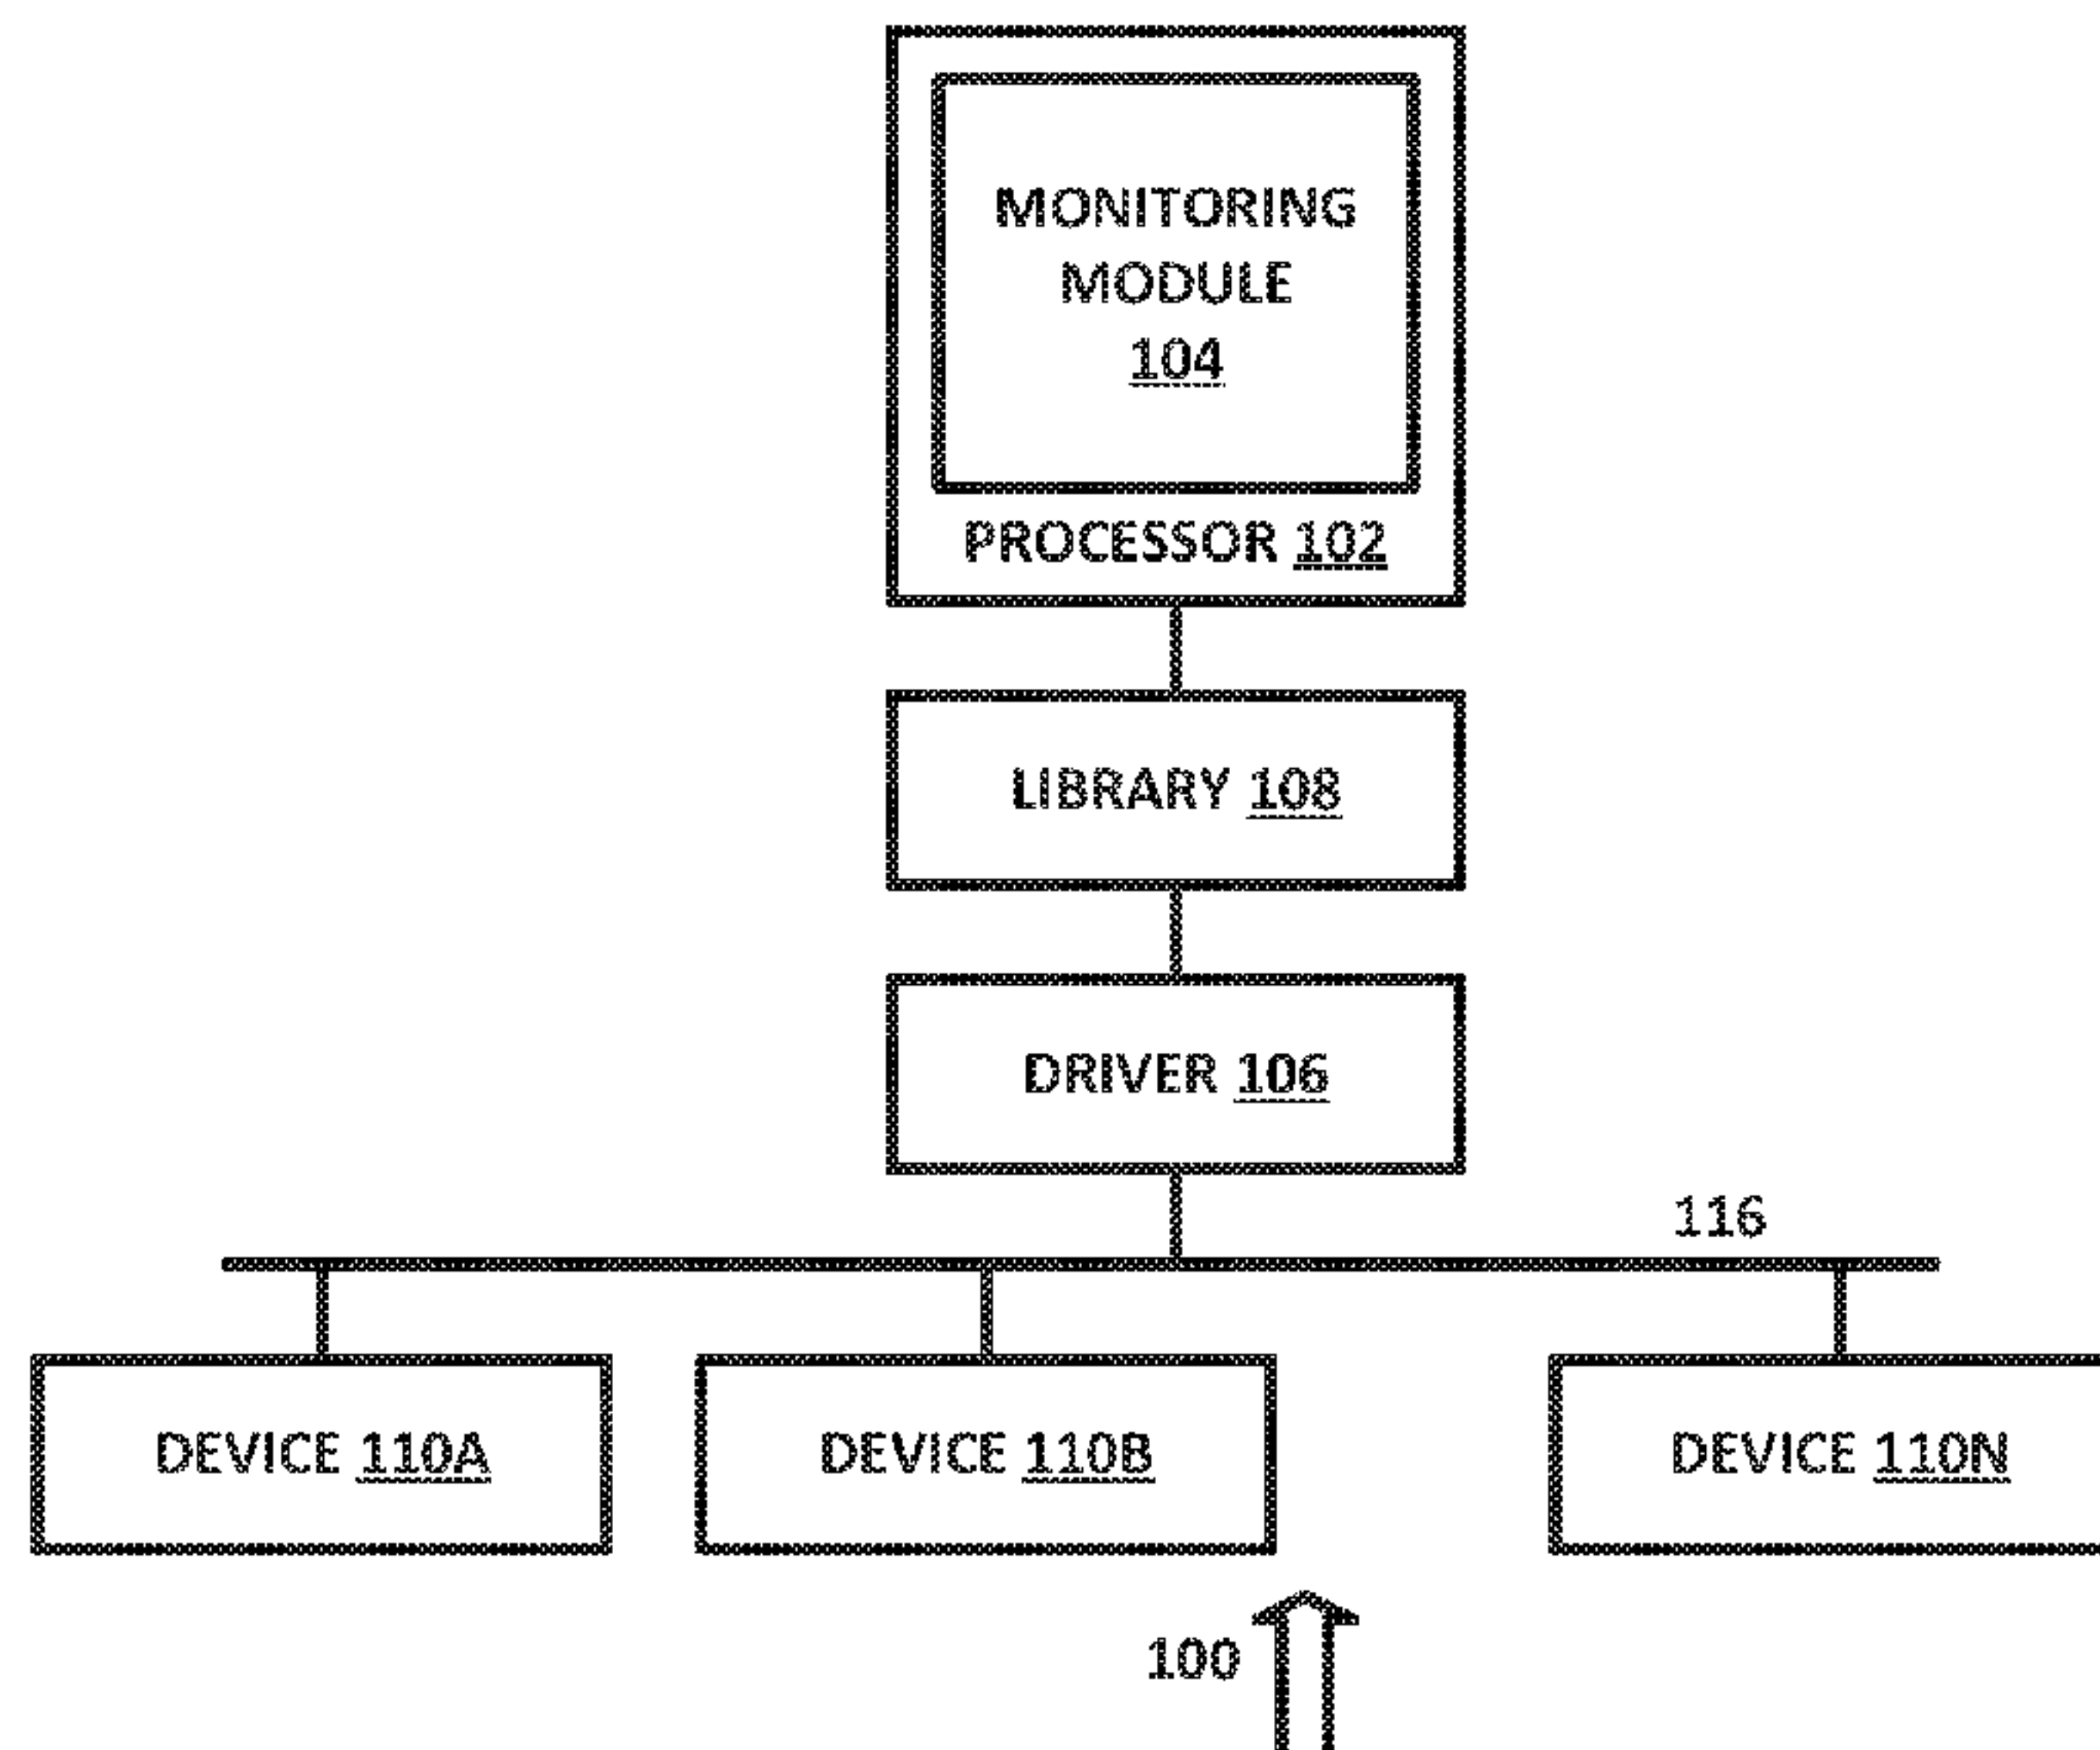 MONITORING
MODULE
104
PROCESSOR 102
LIBRARY 108
DRIVER 106
116
DEVICE 110A
DEVICE 110B
DEVICE 110N
100